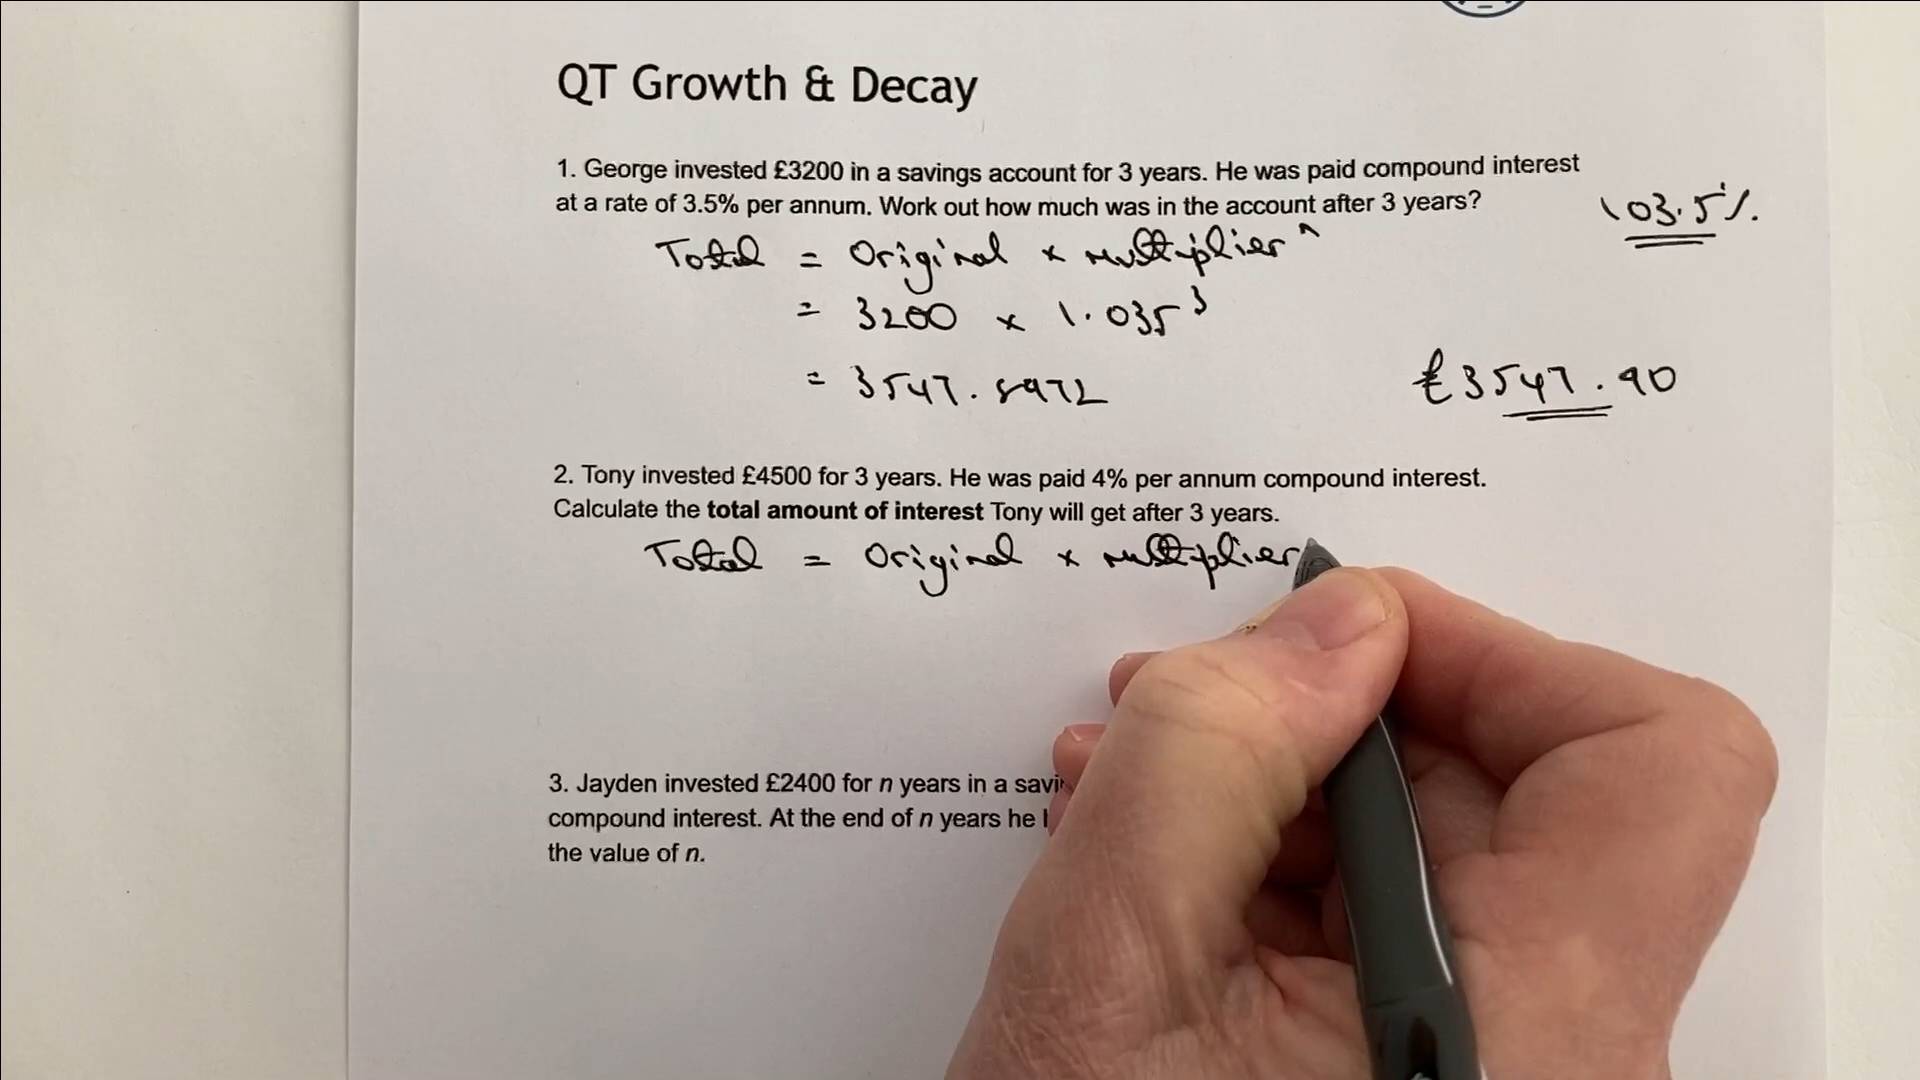 QT Growth & Decay
1. George invested £3200 in a savings account for 3 years. He was paid compound interest
at a rate of 3.5% per annum. Work out how much was in the account after 3 years?
103.5%
Total = Original × multiplier^n
= 3200 × 1.035³
= 3547.8972
£3547.90
2. Tony invested £4500 for 3 years. He was paid 4% per annum compound interest.
Calculate the total amount of interest Tony will get after 3 years.
Total = Original × multiplier
3. Jayden invested £2400 for n years in a
compound interest. At the end of n years he
the value of n.